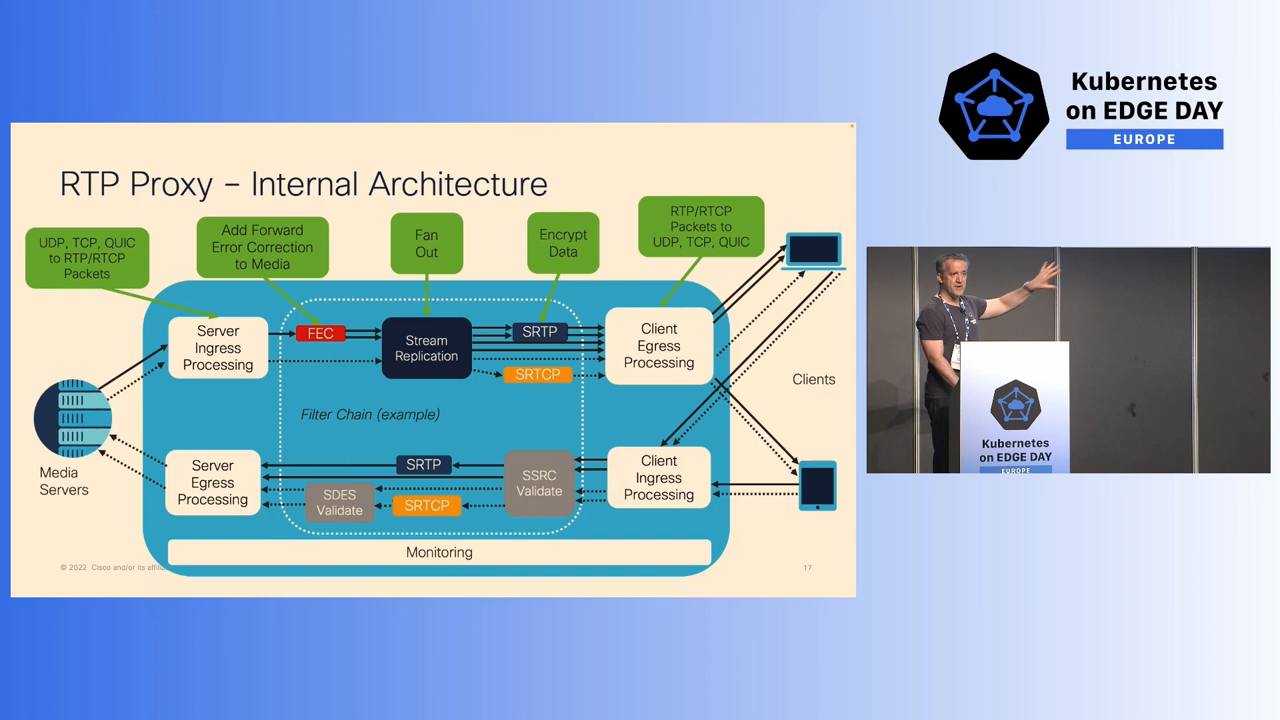 Kubernetes
on EDGE DAY
EUROPE
RTP Proxy – Internal Architecture
UDP, TCP, QUIC
to RTP/RTCP
Packets
Add Forward
Error Correction
to Media
Fan
Out
Encrypt
Data
RTP/RTCP
Packets to
UDP, TCP, QUIC
Server
Ingress
Processing
FEC
Stream
Replication
SRTP
SRTCP
Client
Egress
Processing
Clients
Filter Chain (example)
Media
Servers
Server
Egress
Processing
SRTP
SDES
Validate
SRTCP
SSRC
Validate
Client
Ingress
Processing
Monitoring
© 2022 Cisco and/or its
17
Kubernetes
on EDGE DAY
EUROPE